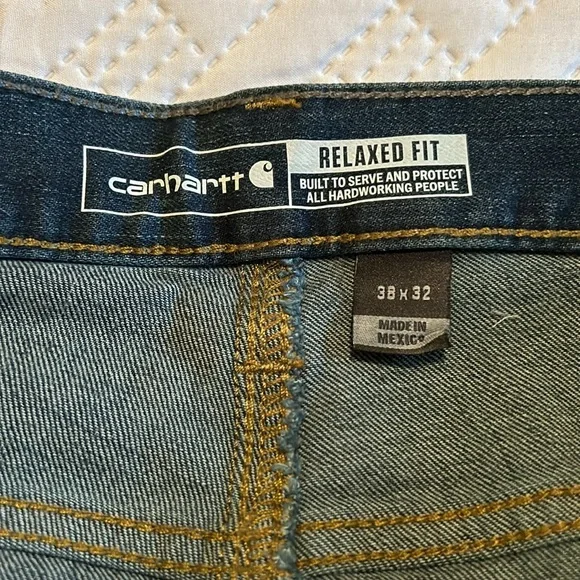 carhartt
RELAXED FIT
BUILT TO SERVE AND PROTECT
ALL HARDWORKING PEOPLE
38 x 32
MADE IN
MEXICO